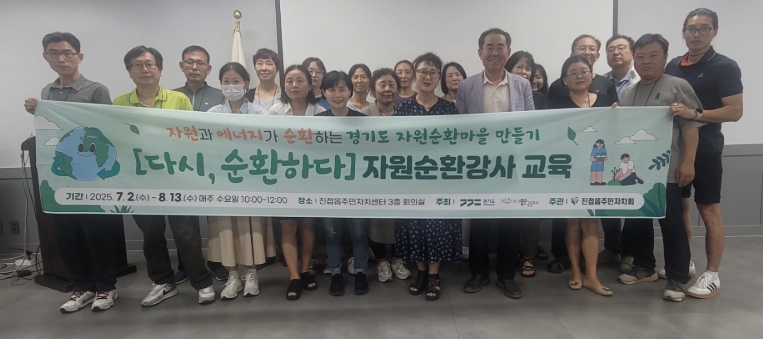 자원과 에너지가 순환하는 경기도 자원순환마을 만들기
[다시, 순환하다] 자원순환강사 교육
기간 : 2025. 7. 2.(수) ~ 8. 13.(수) 매주 수요일 10:00~12:00 장소 : 진접읍주민자치센터 3층 회의실 주최 : 경기도 주관 : 진접읍주민자치회